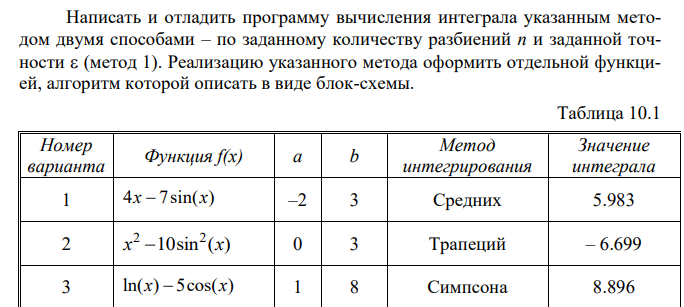 Написать и отладить программу вычисления интеграла указанным мето-
дом двумя способами – по заданному количеству разбиений n и заданной точ-
ности ε (метод 1). Реализацию указанного метода оформить отдельной функци-
ей, алгоритм которой описать в виде блок-схемы.
Таблица 10.1
Номер варианта Функция f(x) a b Метод интегрирования Значение интеграла
1 4x − 7sin(x) –2 3 Средних 5.983
2 x² −10sin²(x) 0 3 Трапеций – 6.699
3 ln(x) − 5cos(x) 1 8 Симпсона 8.896